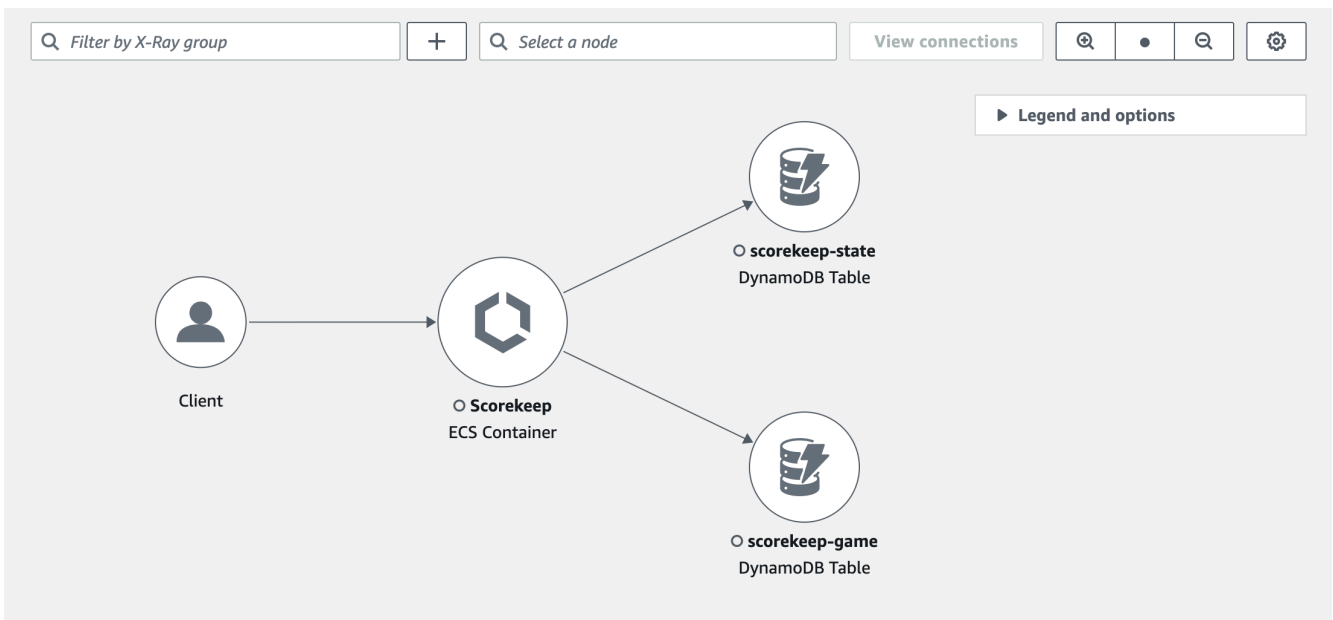 Filter by X-Ray group
Select a node
View connections
Legend and options
scorekeep-state
DynamoDB Table
Client
Scorekeep
ECS Container
scorekeep-game
DynamoDB Table